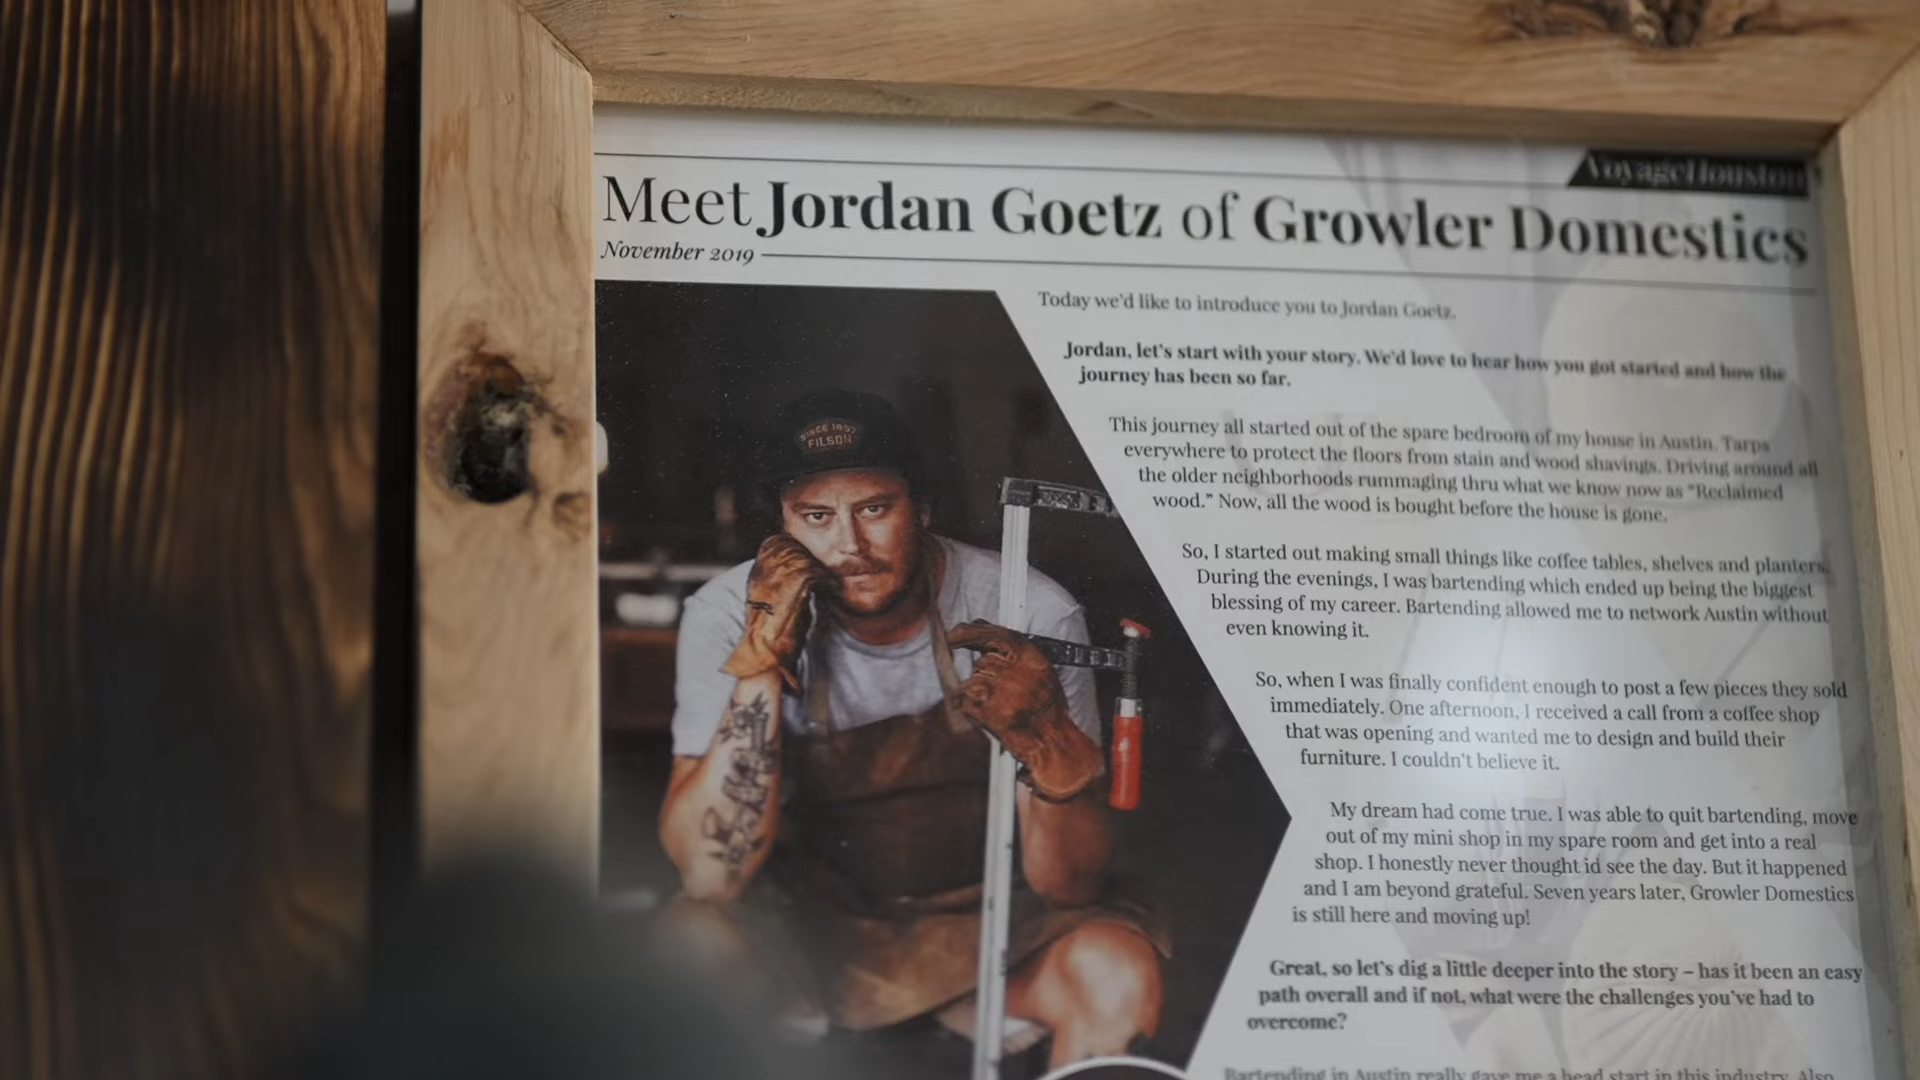 VoyageHouston
Meet Jordan Goetz of Growler Domestics
November 2019
SINCE 1897
FILSON
Today we'd like to introduce you to Jordan Goetz.
Jordan, let's start with your story. We'd love to hear how you got started and how the
journey has been so far.
This journey all started out of the spare bedroom of my house in Austin. Tarps
everywhere to protect the floors from stain and wood shavings. Driving around all
the older neighborhoods rummaging thru what we know now as "Reclaimed
wood." Now, all the wood is bought before the house is gone.
So, I started out making small things like coffee tables, shelves and planters.
During the evenings, I was bartending which ended up being the biggest
blessing of my career. Bartending allowed me to network Austin without
even knowing it.
So, when I was finally confident enough to post a few pieces they sold
immediately. One afternoon, I received a call from a coffee shop
that was opening and wanted me to design and build their
furniture. I couldn't believe it.
My dream had come true. I was able to quit bartending, move
out of my mini shop in my spare room and get into a real
shop. I honestly never thought id see the day. But it happened
and I am beyond grateful. Seven years later, Growler Domestics
is still here and moving up!
Great, so let's dig a little deeper into the story – has it been an easy
path overall and if not, what were the challenges you've had to
overcome?
Bartending in Austin really gave me a head start in this industry. Also